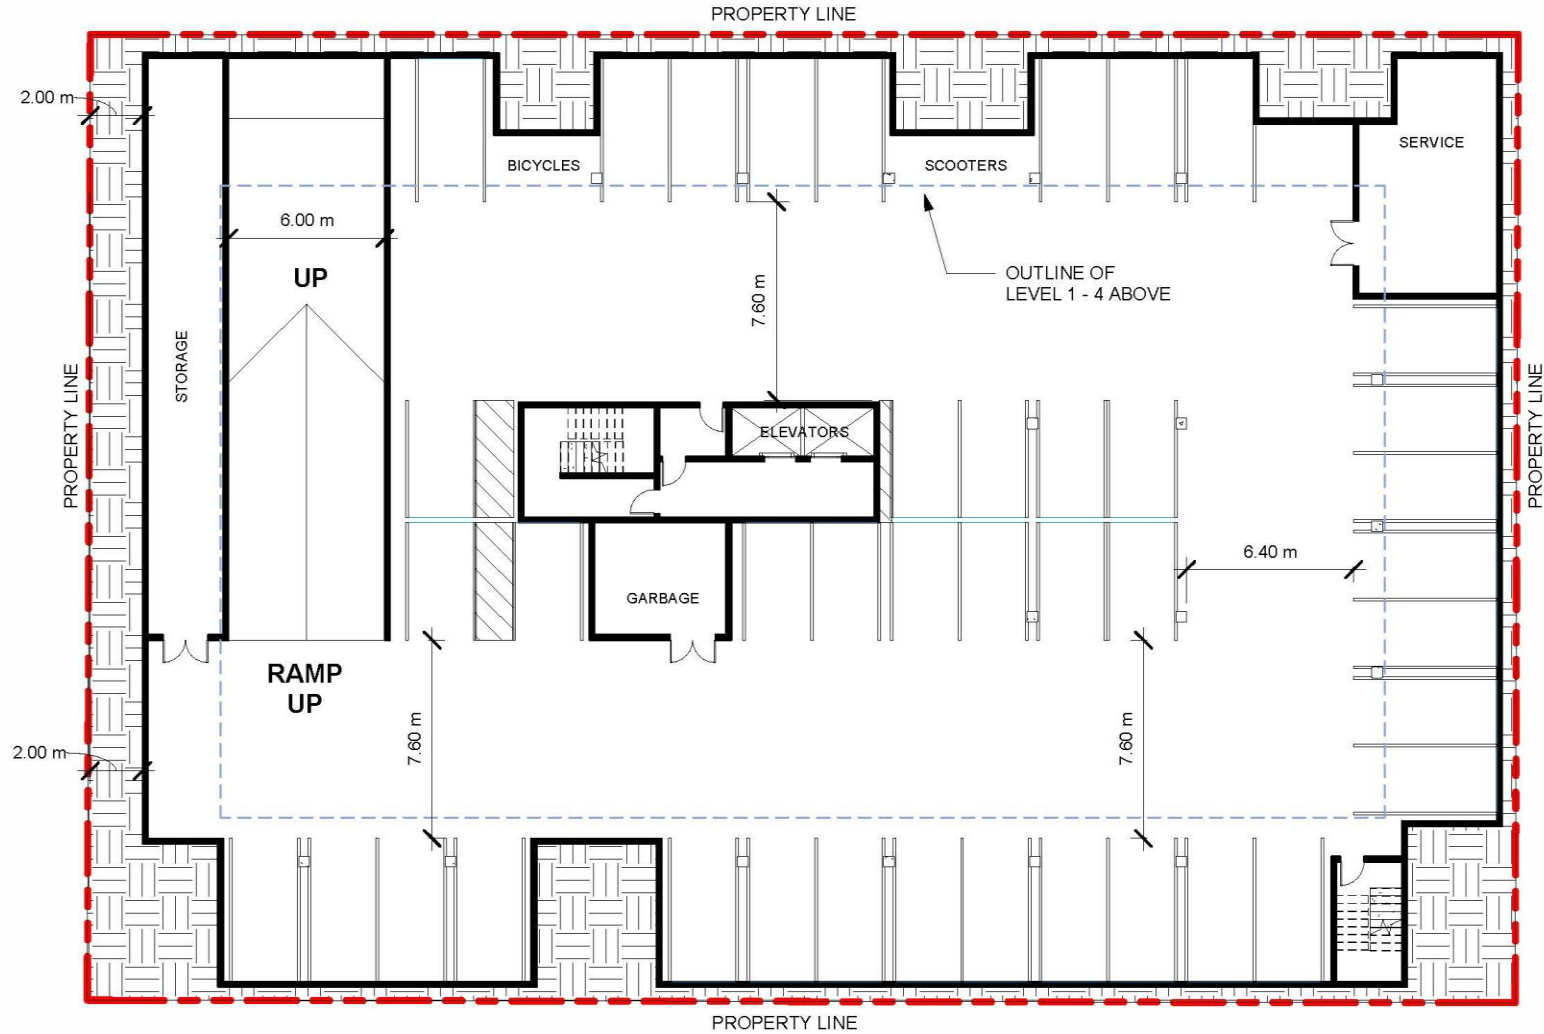 PROPERTY LINE
2.00 m
BICYCLES
SCOOTERS
SERVICE
6.00 m
UP
7.60 m
OUTLINE OF
LEVEL 1 - 4 ABOVE
STORAGE
PROPERTY LINE
PROPERTY LINE
ELEVATORS
6.40 m
GARBAGE
RAMP
UP
7.60 m
7.60 m
2.00 m
PROPERTY LINE